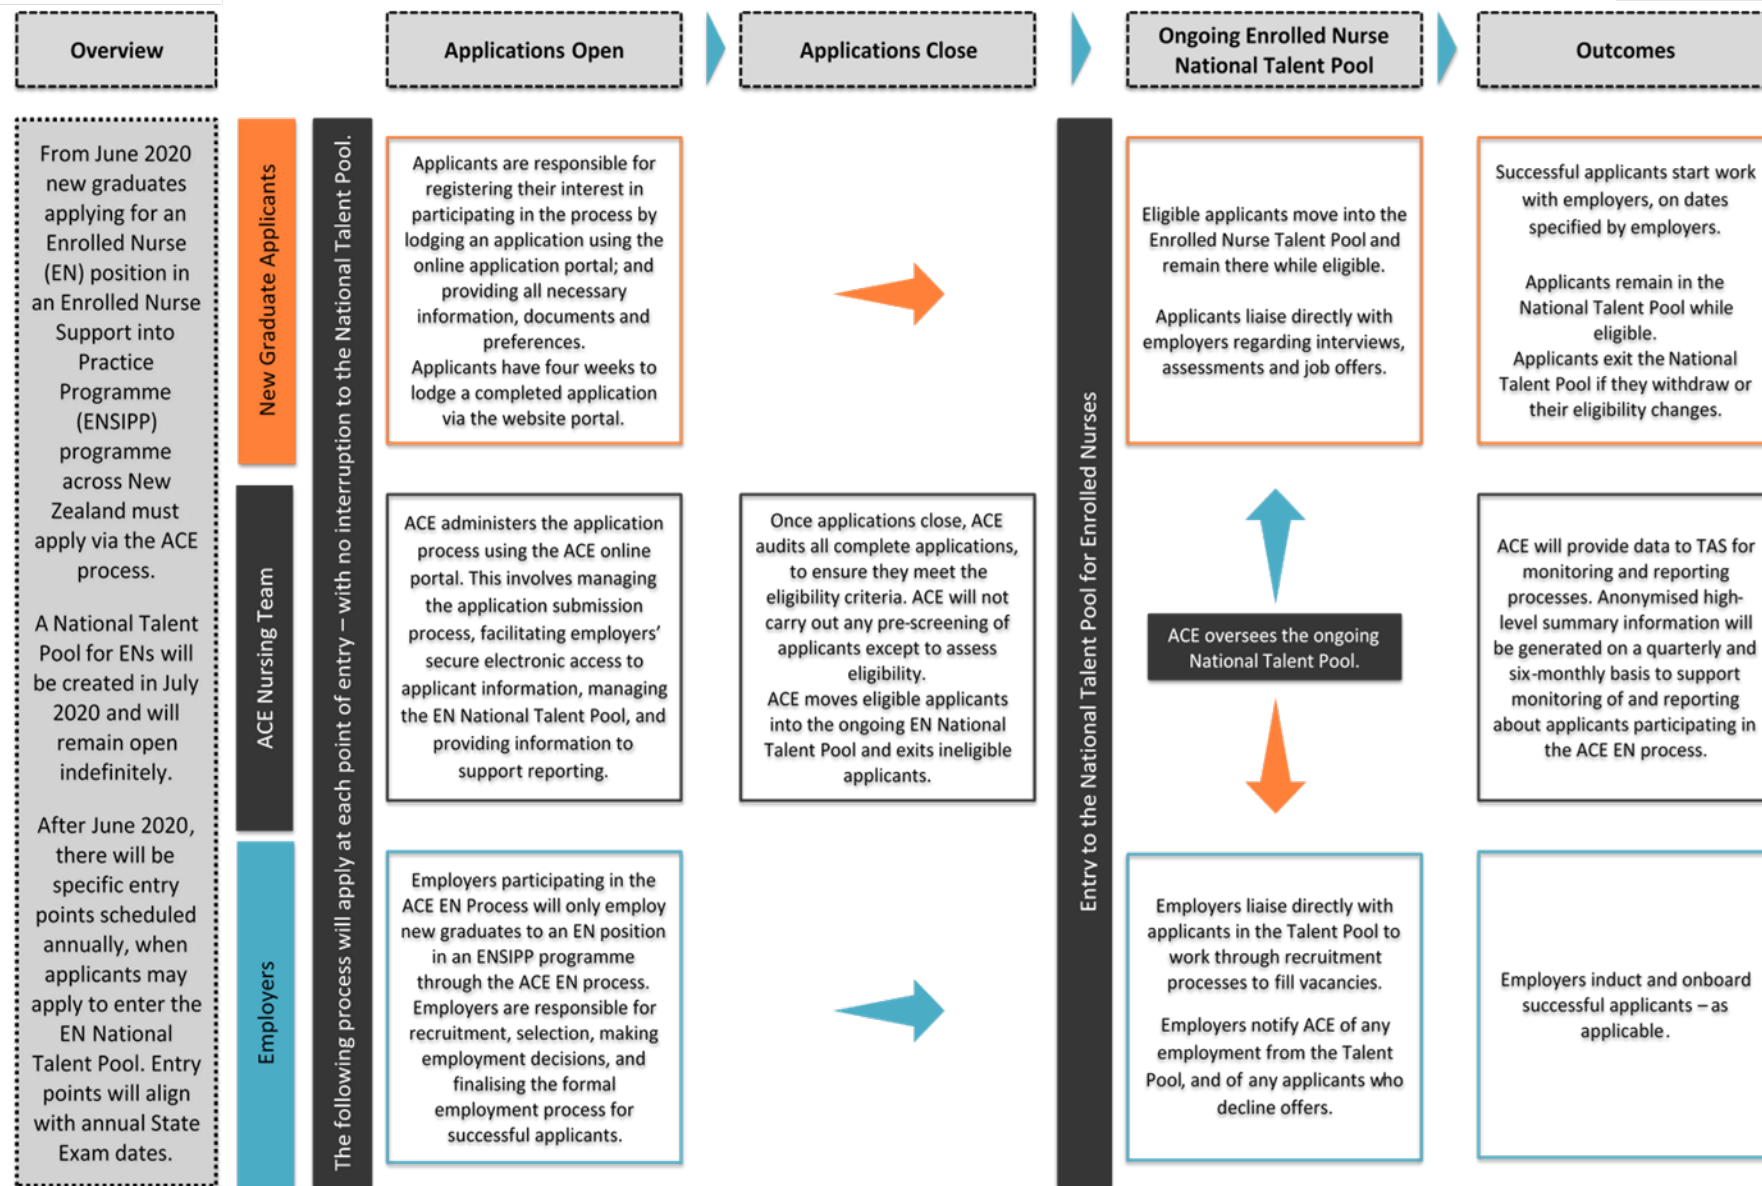 Overview
Applications Open
Applications Close
Ongoing Enrolled Nurse
National Talent Pool
Outcomes
From June 2020
new graduates
applying for an
Enrolled Nurse
(EN) position in
an Enrolled Nurse
Support into
Practice
Programme
(ENSIPP)
programme
across New
Zealand must
apply via the ACE
process.
A National Talent
Pool for ENs will
be created in July
2020 and will
remain open
indefinitely.
After June 2020,
there will be
specific entry
points scheduled
annually, when
applicants may
apply to enter the
EN National
Talent Pool. Entry
points will align
with annual State
Exam dates.
New Graduate Applicants
ACE Nursing Team
Employers
The following process will apply at each point of entry – with no interruption to the National Talent Pool.
Applicants are responsible for
registering their interest in
participating in the process by
lodging an application using the
online application portal; and
providing all necessary
information, documents and
preferences.
Applicants have four weeks to
lodge a completed application
via the website portal.
ACE administers the application
process using the ACE online
portal. This involves managing
the application submission
process, facilitating employers’
secure electronic access to
applicant information, managing
the EN National Talent Pool, and
providing information to
support reporting.
Employers participating in the
ACE EN Process will only employ
new graduates to an EN position
in an ENSIPP programme
through the ACE EN process.
Employers are responsible for
recruitment, selection, making
employment decisions, and
finalising the formal
employment process for
successful applicants.
Once applications close, ACE
audits all complete applications,
to ensure they meet the
eligibility criteria. ACE will not
carry out any pre-screening of
applicants except to assess
eligibility.
ACE moves eligible applicants
into the ongoing EN National
Talent Pool and exits ineligible
applicants.
Entry to the National Talent Pool for Enrolled Nurses
Eligible applicants move into the
Enrolled Nurse Talent Pool and
remain there while eligible.
Applicants liaise directly with
employers regarding interviews,
assessments and job offers.
ACE oversees the ongoing
National Talent Pool.
Employers liaise directly with
applicants in the Talent Pool to
work through recruitment
processes to fill vacancies.
Employers notify ACE of any
employment from the Talent
Pool, and of any applicants who
decline offers.
Successful applicants start work
with employers, on dates
specified by employers.
Applicants remain in the
National Talent Pool while
eligible.
Applicants exit the National
Talent Pool if they withdraw or
their eligibility changes.
ACE will provide data to TAS for
monitoring and reporting
processes. Anonymised high-
level summary information will
be generated on a quarterly and
six-monthly basis to support
monitoring of and reporting
about applicants participating in
the ACE EN process.
Employers induct and onboard
successful applicants – as
applicable.